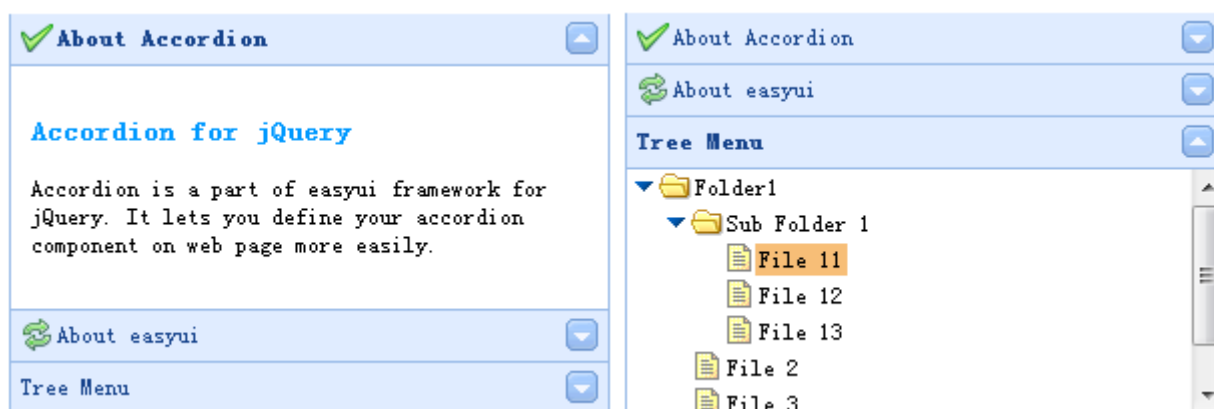 About Accordion
Accordion for jQuery
Accordion is a part of easyui framework for
jQuery. It lets you define your accordion
component on web page more easily.
About easyui
Tree Menu
About Accordion
About easyui
Tree Menu
Folder1
Sub Folder 1
File 11
File 12
File 13
File 2
File 3